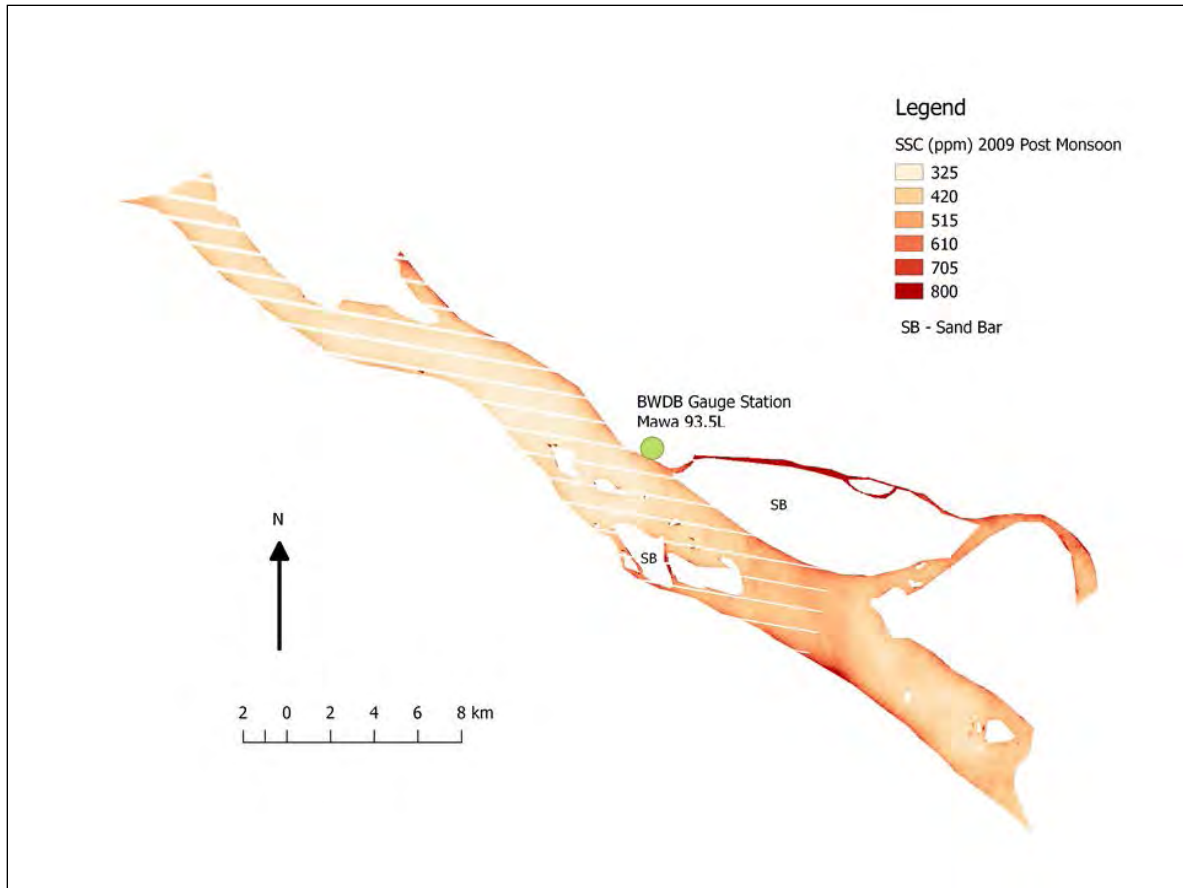 Legend
SSC (ppm) 2009 Post Monsoon
325
420
515
610
705
800
SB - Sand Bar
BWDB Gauge Station
Mawa 93.5L
SB
N
SB
2 0 2 4 6 8 km